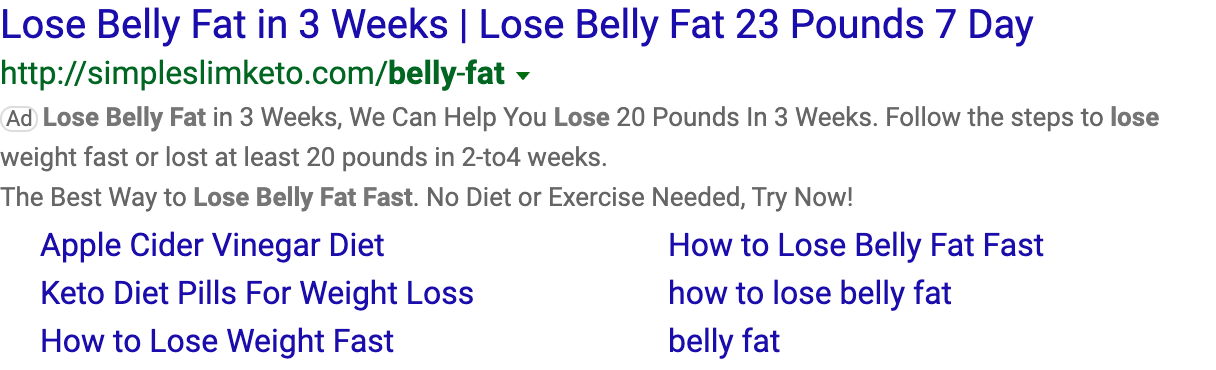 Lose Belly Fat in 3 Weeks | Lose Belly Fat 23 Pounds 7 Day
http://simpleslimketo.com/belly-fat
Ad Lose Belly Fat in 3 Weeks, We Can Help You Lose 20 Pounds In 3 Weeks. Follow the steps to lose
weight fast or lost at least 20 pounds in 2-to4 weeks.
The Best Way to Lose Belly Fat Fast. No Diet or Exercise Needed, Try Now!
Apple Cider Vinegar Diet
How to Lose Belly Fat Fast
Keto Diet Pills For Weight Loss
how to lose belly fat
How to Lose Weight Fast
belly fat